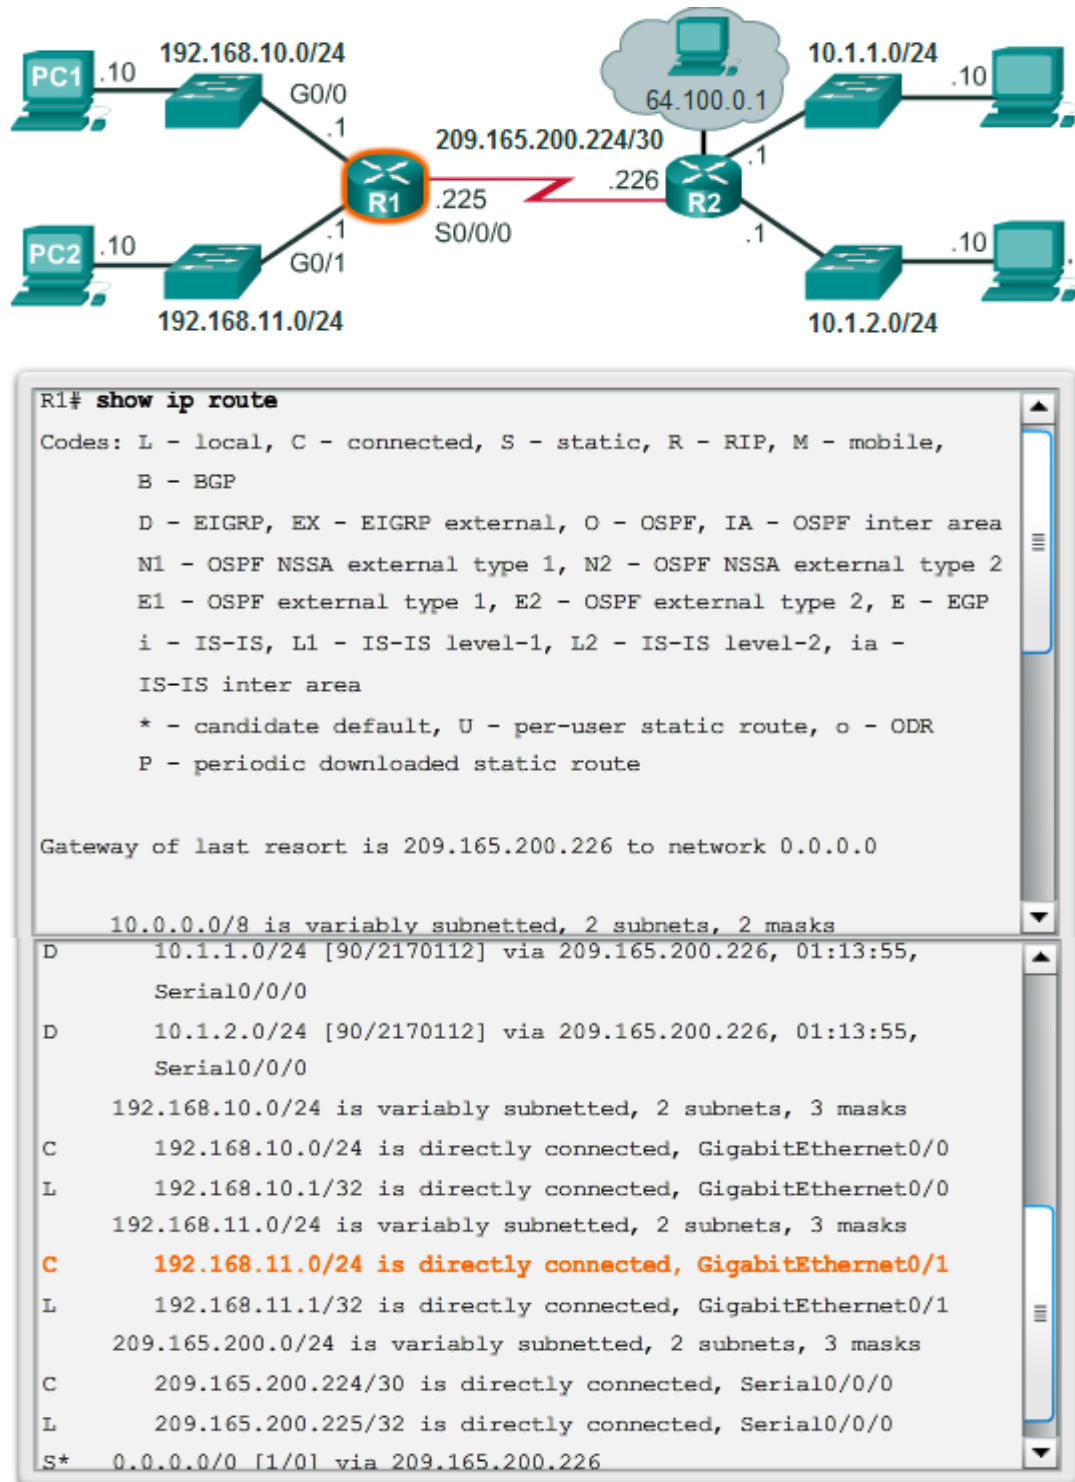 192.168.10.0/24
10.1.1.0/24
PC1
.10
G0/0
.1
64.100.0.1
.10
209.165.200.224/30
.1
R1
.225
S0/0/0
.226
R2
PC2
.10
.1
G0/1
.1
.10
192.168.11.0/24
10.1.2.0/24
R1# show ip route
Codes: L - local, C - connected, S - static, R - RIP, M - mobile,
B - BGP
D - EIGRP, EX - EIGRP external, O - OSPF, IA - OSPF inter area
N1 - OSPF NSSA external type 1, N2 - OSPF NSSA external type 2
E1 - OSPF external type 1, E2 - OSPF external type 2, E - EGP
i - IS-IS, L1 - IS-IS level-1, L2 - IS-IS level-2, ia -
IS-IS inter area
* - candidate default, U - per-user static route, o - ODR
P - periodic downloaded static route
Gateway of last resort is 209.165.200.226 to network 0.0.0.0
10.0.0.0/8 is variably subnetted, 2 subnets, 2 masks
D 10.1.1.0/24 [90/2170112] via 209.165.200.226, 01:13:55,
Serial0/0/0
D 10.1.2.0/24 [90/2170112] via 209.165.200.226, 01:13:55,
Serial0/0/0
192.168.10.0/24 is variably subnetted, 2 subnets, 3 masks
C 192.168.10.0/24 is directly connected, GigabitEthernet0/0
L 192.168.10.1/32 is directly connected, GigabitEthernet0/0
192.168.11.0/24 is variably subnetted, 2 subnets, 3 masks
C 192.168.11.0/24 is directly connected, GigabitEthernet0/1
L 192.168.11.1/32 is directly connected, GigabitEthernet0/1
209.165.200.0/24 is variably subnetted, 2 subnets, 3 masks
C 209.165.200.224/30 is directly connected, Serial0/0/0
L 209.165.200.225/32 is directly connected, Serial0/0/0
S* 0.0.0.0/0 [1/0] via 209.165.200.226